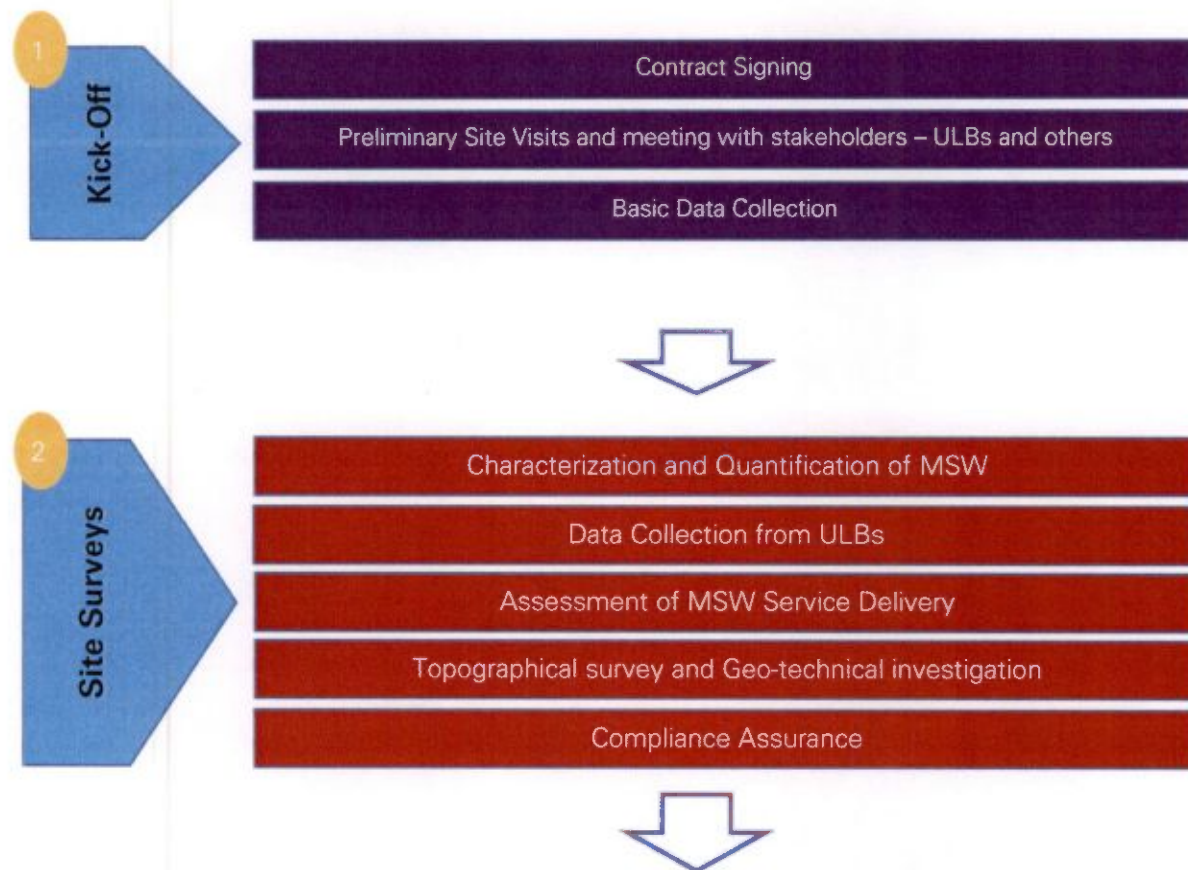 1
Kick-Off
Contract Signing
Preliminary Site Visits and meeting with stakeholders – ULBs and others
Basic Data Collection
2
Site Surveys
Characterization and Quantification of MSW
Data Collection from ULBs
Assessment of MSW Service Delivery
Topographical survey and Geo-technical investigation
Compliance Assurance